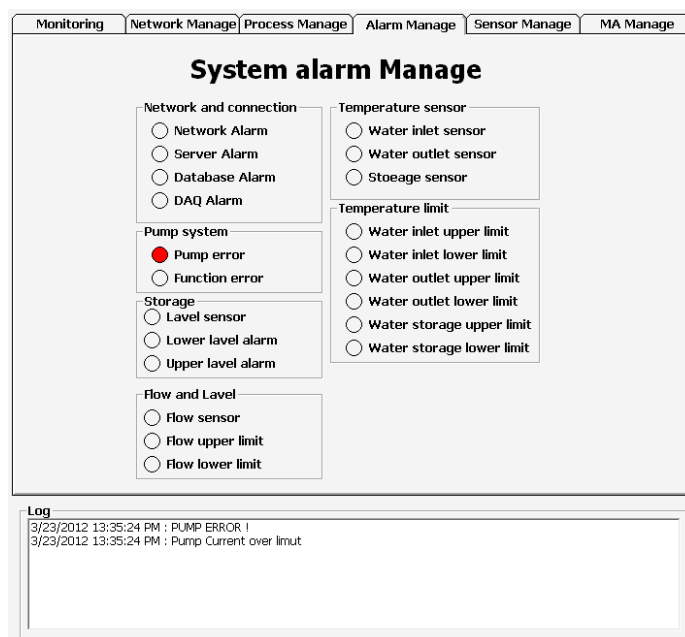 Monitoring Network Manage Process Manage Alarm Manage Sensor Manage MA Manage
System alarm Manage
Network and connection
Network Alarm
Server Alarm
Database Alarm
DAQ Alarm
Pump system
Pump error
Function error
Storage
Lavel sensor
Lower lavel alarm
Upper lavel alarm
Flow and Lavel
Flow sensor
Flow upper limit
Flow lower limit
Temperature sensor
Water inlet sensor
Water outlet sensor
Stoeage sensor
Temperature limit
Water inlet upper limit
Water inlet lower limit
Water outlet upper limit
Water outlet lower limit
Water storage upper limit
Water storage lower limit
Log
3/23/2012 13:35:24 PM : PUMP ERROR !
3/23/2012 13:35:24 PM : Pump Current over limut